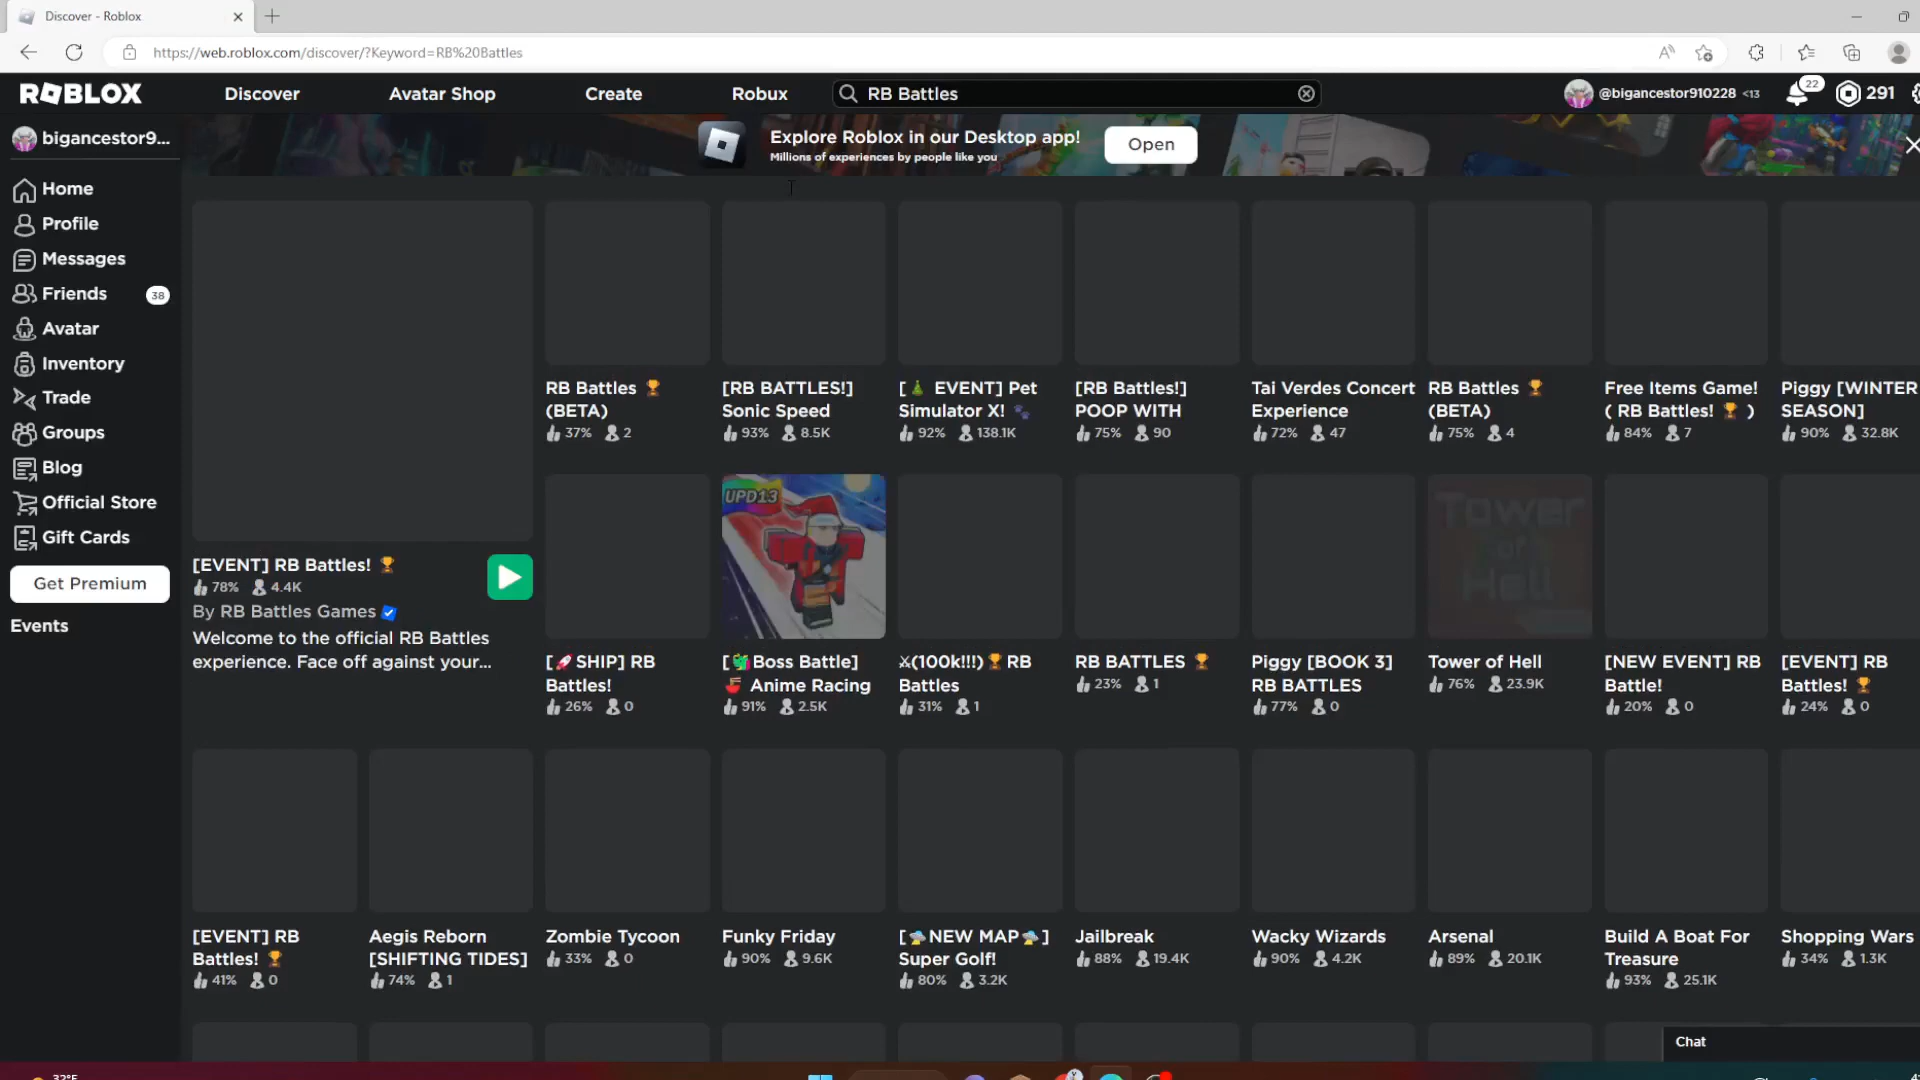 Discover - Roblox
https://web.roblox.com/discover/?Keyword=RB%20Battles
ROBLOX
Discover
Avatar Shop
Create
Robux
RB Battles
@bigancestor910228 <13
22
291
bigancestor9...
Explore Roblox in our Desktop app!
Millions of experiences by people like you
Open
Home
Profile
Messages
Friends
38
Avatar
Inventory
Trade
Groups
Blog
Official Store
Gift Cards
Get Premium
Events
[EVENT] RB Battles! 🏆
78% 4.4K
By RB Battles Games
Welcome to the official RB Battles
experience. Face off against your...
RB Battles 🏆
(BETA)
37% 2
[RB BATTLES!]
Sonic Speed
93% 8.5K
[🎄 EVENT] Pet
Simulator X! 🐾
92% 138.1K
[RB Battles!]
POOP WITH
75% 90
Tai Verdes Concert
Experience
72% 47
RB Battles 🏆
(BETA)
75% 4
Free Items Game!
( RB Battles! 🏆 )
84% 7
Piggy [WINTER
SEASON]
90% 32.8K
[🚀SHIP] RB
Battles!
26% 0
UPD13
[🐲Boss Battle]
🍜 Anime Racing
91% 2.5K
⚔(100k!!!)🏆RB
Battles
31% 1
RB BATTLES 🏆
23% 1
Piggy [BOOK 3]
RB BATTLES
77% 0
Tower
of
Hell
Tower of Hell
76% 23.9K
[NEW EVENT] RB
Battle!
20% 0
[EVENT] RB
Battles! 🏆
24% 0
[EVENT] RB
Battles! 🏆
41% 0
Aegis Reborn
[SHIFTING TIDES]
74% 1
Zombie Tycoon
33% 0
Funky Friday
90% 9.6K
[🛸NEW MAP🛸]
Super Golf!
80% 3.2K
Jailbreak
88% 19.4K
Wacky Wizards
90% 4.2K
Arsenal
89% 20.1K
Build A Boat For
Treasure
93% 25.1K
Shopping Wars
34% 1.3K
Chat
32°F